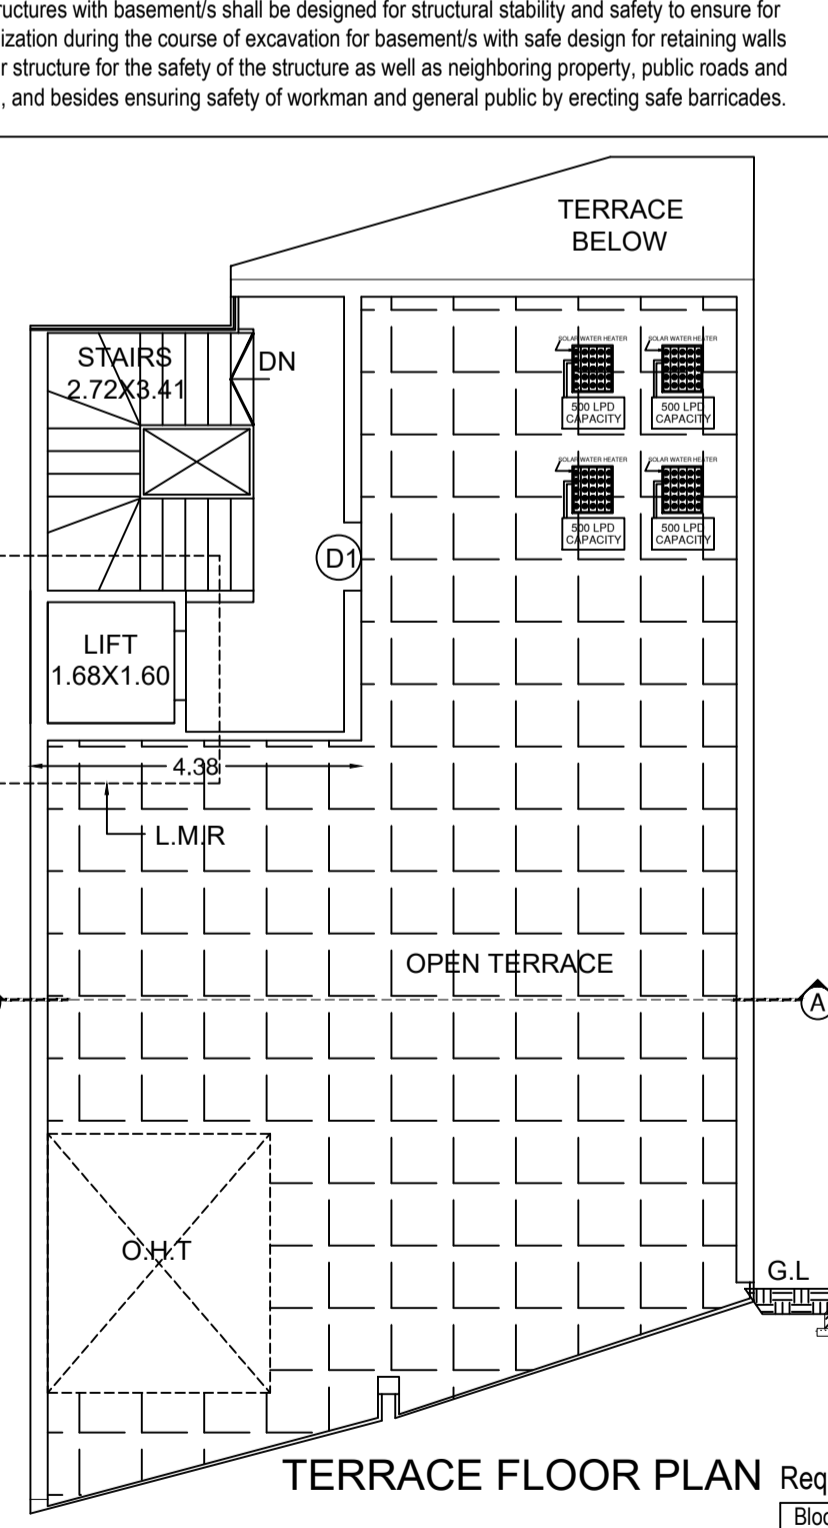 ructures with basement/s shall be designed for structural stability and safety to ensure for
ization during the course of excavation for basement/s with safe design for retaining walls
r structure for the safety of the structure as well as neighboring property, public roads and
, and besides ensuring safety of workman and general public by erecting safe barricades.
TERRACE
BELOW
STAIRS
2.72X3.41
DN
SOLAR WATER HEATER
SOLAR WATER HEATER
500 LPD
CAPACITY
500 LPD
CAPACITY
SOLAR WATER HEATER
SOLAR WATER HEATER
500 LPD
CAPACITY
500 LPD
CAPACITY
D1
LIFT
1.68X1.60
4.38
L.M.R
OPEN TERRACE
A
O.H.T
G.L
TERRACE FLOOR PLAN
Req
Bloc